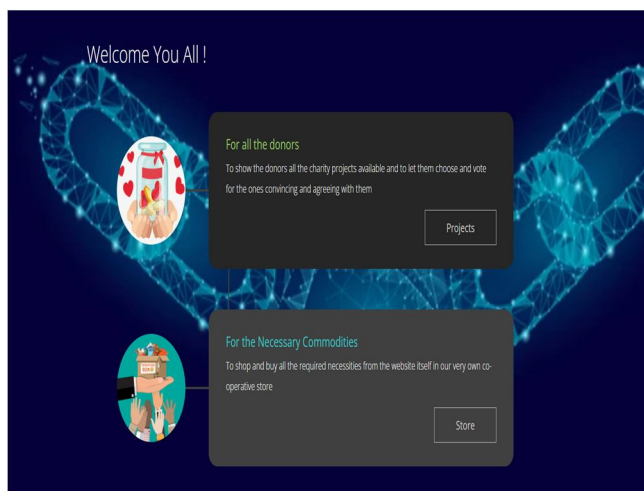 Welcome You All !
For all the donors
To show the donors all the charity projects available and to let them choose and vote
for the ones convincing and agreeing with them
Projects
For the Necessary Commodities
To shop and buy all the required necessities from the website itself in our very own co-
operative store
Store